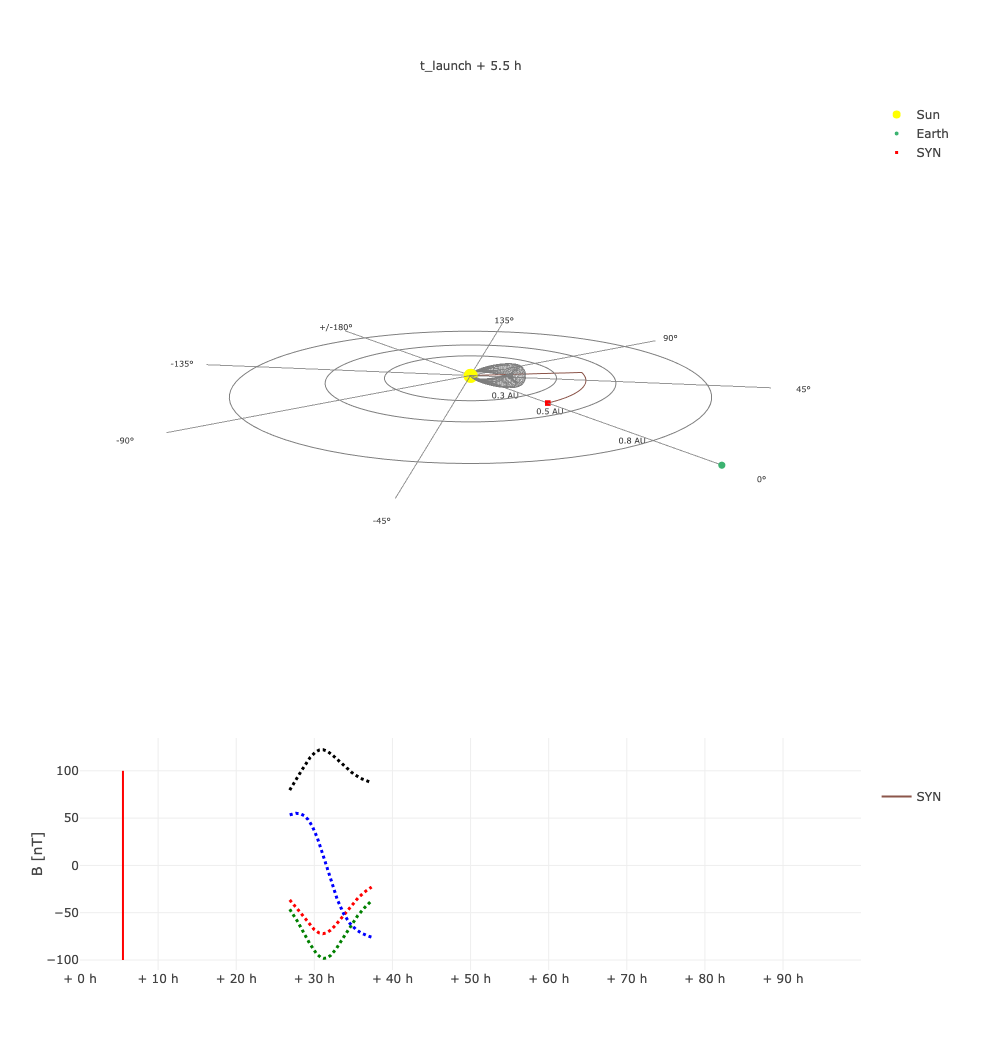 t_launch + 5.5 h
Sun
Earth
SYN
135°
+/-180°
90°
-135°
45°
0.3 AU
0.5 AU
-90°
0.8 AU
0°
-45°
100
50
0
−50
−100
B [nT]
SYN
+ 0 h
+ 10 h
+ 20 h
+ 30 h
+ 40 h
+ 50 h
+ 60 h
+ 70 h
+ 80 h
+ 90 h